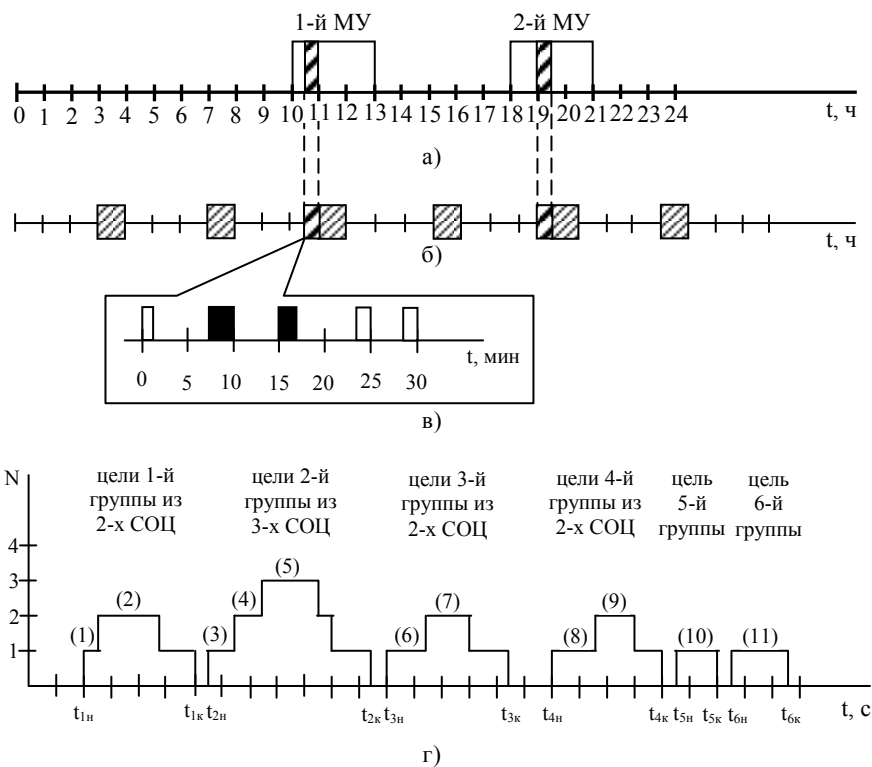 1-й МУ 2-й МУ
0 1 2 3 4 5 6 7 8 9 10 11 12 13 14 15 16 17 18 19 20 21 22 23 24 t, ч
а)
t, ч
б)
t, мин
0 5 10 15 20 25 30
в)
N
цели 1-й группы из 2-х СОЦ
цели 2-й группы из 3-х СОЦ
цели 3-й группы из 2-х СОЦ
цели 4-й группы из 2-х СОЦ
цель 5-й группы
цель 6-й группы
4
3
2
1
(1) (2) (3) (4) (5) (6) (7) (8) (9) (10) (11)
t1н t1к t2н t2к t3н t3к t4н t4к t5н t5к t6н t6к t, с
г)